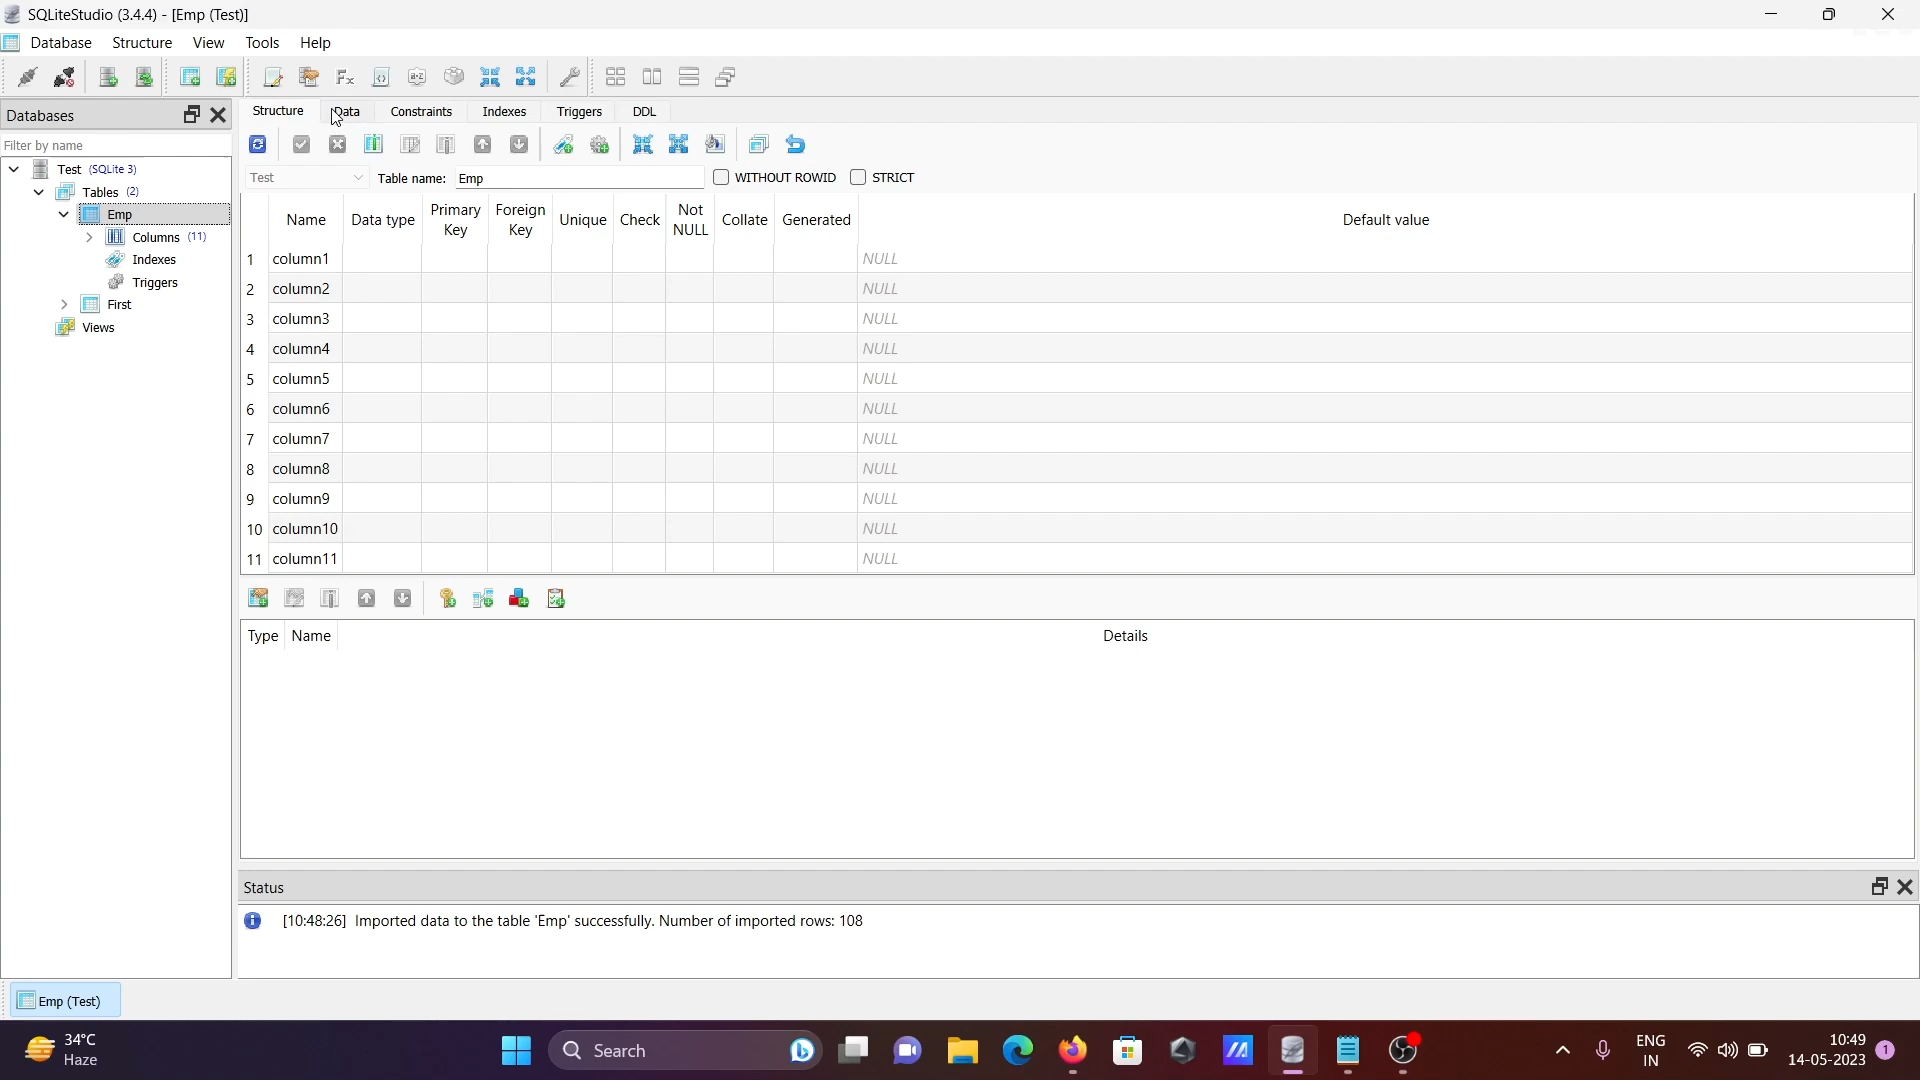 SQLiteStudio (3.4.4) - [Emp (Test)]
Database Structure View Tools Help
Databases
Filter by name
Test (SQLite 3)
Tables (2)
Emp
Columns (11)
Indexes
Triggers
First
Views
Structure Data Constraints Indexes Triggers DDL
Test Table name: Emp WITHOUT ROWID STRICT
Name Data type Primary Key Foreign Key Unique Check Not NULL Collate Generated Default value
1 column1 NULL
2 column2 NULL
3 column3 NULL
4 column4 NULL
5 column5 NULL
6 column6 NULL
7 column7 NULL
8 column8 NULL
9 column9 NULL
10 column10 NULL
11 column11 NULL
Type Name Details
Status
[10:48:26] Imported data to the table 'Emp' successfully. Number of imported rows: 108
Emp (Test)
34°C
Haze
Search
ENG
IN
10:49
14-05-2023
1